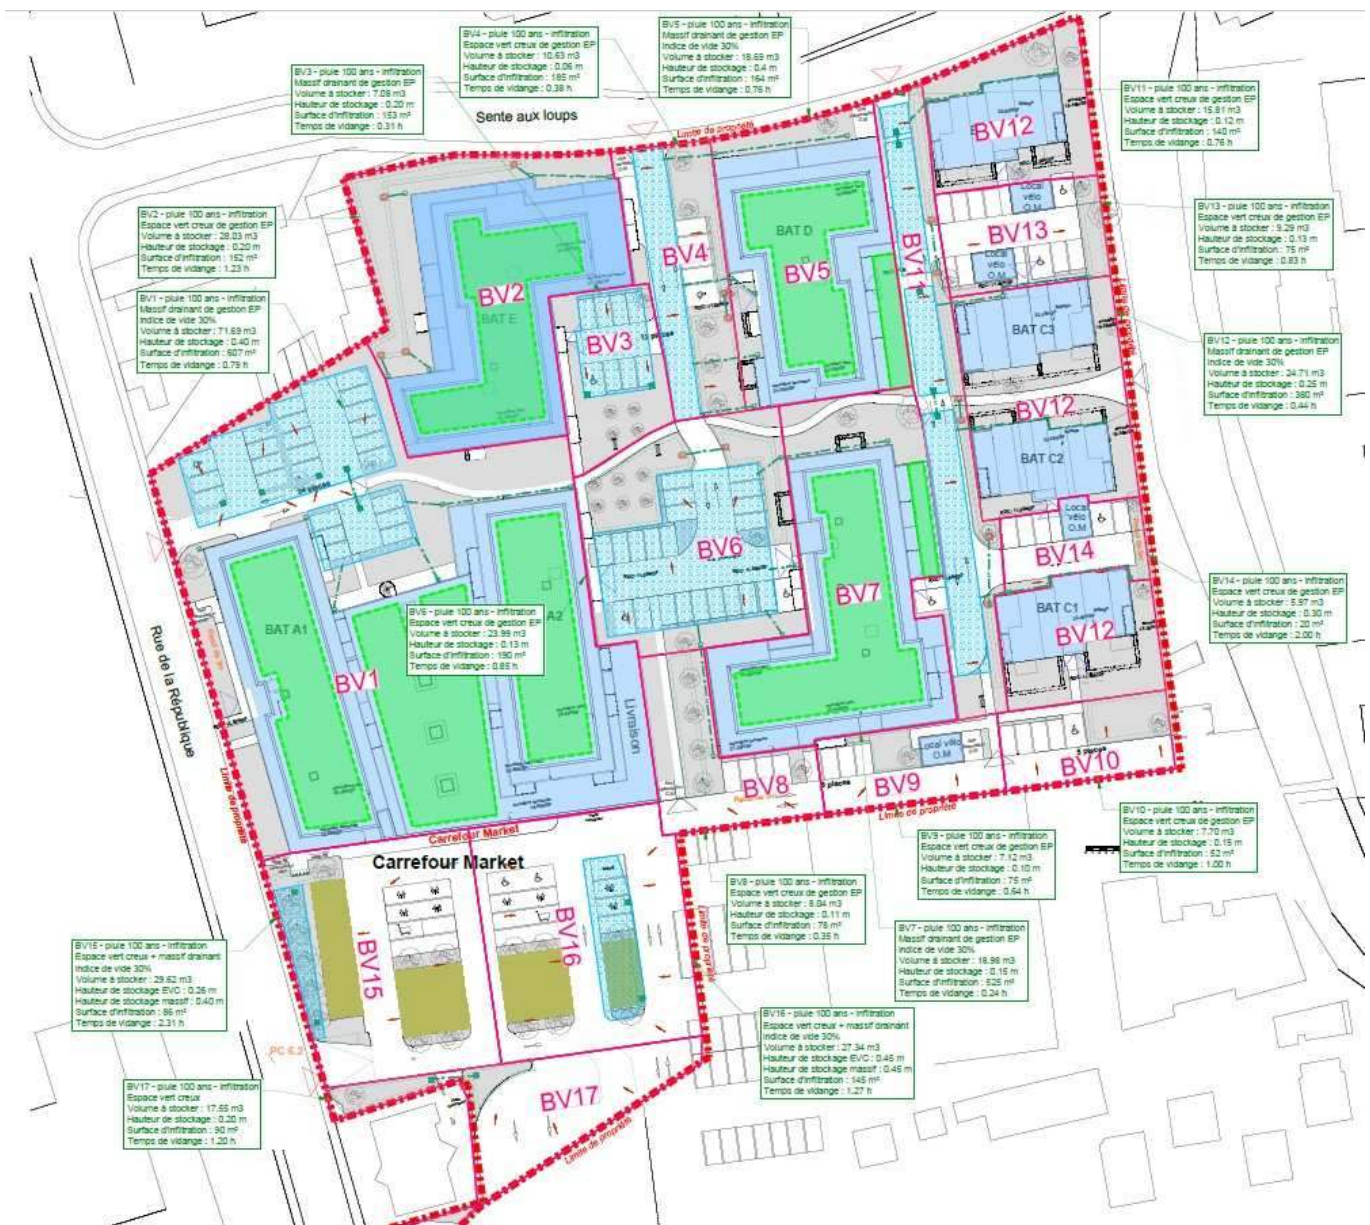 BV4 - pluie 100 ans - infiltration
Espace vert creux de gestion EP
Volume à stocker : 10.63 m3
Hauteur de stockage : 0.06 m
Surface d'infiltration : 185 m²
Temps de vidange : 0.38 h
BV5 - pluie 100 ans - infiltration
Massif drainant de gestion EP
Indice de vide 30%
Volume à stocker : 18.69 m3
Hauteur de stockage : 0.4 m
Surface d'infiltration : 164 m²
Temps de vidange : 0.76 h
BV3 - pluie 100 ans - infiltration
Massif drainant de gestion EP
Volume à stocker : 7.08 m3
Hauteur de stockage : 0.20 m
Surface d'infiltration : 153 m²
Temps de vidange : 0.31 h
Sente aux loups
Limite de propriété
BV11 - pluie 100 ans - infiltration
Espace vert creux de gestion EP
Volume à stocker : 15.81 m3
Hauteur de stockage : 0.12 m
Surface d'infiltration : 140 m²
Temps de vidange : 0.76 h
BV12
BV2 - pluie 100 ans - infiltration
Espace vert creux de gestion EP
Volume à stocker : 28.03 m3
Hauteur de stockage : 0.20 m
Surface d'infiltration : 152 m²
Temps de vidange : 1.23 h
BV13 - pluie 100 ans - infiltration
Espace vert creux de gestion EP
Volume à stocker : 9.29 m3
Hauteur de stockage : 0.13 m
Surface d'infiltration : 75 m²
Temps de vidange : 0.83 h
Local
vélo
O.M
BV13
Local
vélo
O.M
BV4
BAT D
BV5
BV11
BV2
BAT E
BV3
BV1 - pluie 100 ans - infiltration
Massif drainant de gestion EP
Indice de vide 30%
Volume à stocker : 71.69 m3
Hauteur de stockage : 0.40 m
Surface d'infiltration : 607 m²
Temps de vidange : 0.79 h
BAT C3
BV12 - pluie 100 ans - infiltration
Massif drainant de gestion EP
Indice de vide 30%
Volume à stocker : 24.71 m3
Hauteur de stockage : 0.25 m
Surface d'infiltration : 380 m²
Temps de vidange : 0.44 h
BV12
BAT C2
Local
vélo
O.M
BV14
BV6
BV7
BV14 - pluie 100 ans - infiltration
Espace vert creux de gestion EP
Volume à stocker : 5.97 m3
Hauteur de stockage : 0.30 m
Surface d'infiltration : 20 m²
Temps de vidange : 2.00 h
BAT C1
BV12
BAT A1
BV6 - pluie 100 ans - infiltration
Espace vert creux de gestion EP
Volume à stocker : 23.99 m3
Hauteur de stockage : 0.13 m
Surface d'infiltration : 190 m²
Temps de vidange : 0.85 h
A2
BV1
Rue de la République
Livraison
Limite de propriété
Local vélo
O.M
BV8
BV9
BV10
5 places
5 places
Limite de propriété
Carrefour Market
Carrefour Market
BV10 - pluie 100 ans - infiltration
Espace vert creux de gestion EP
Volume à stocker : 7.70 m3
Hauteur de stockage : 0.15 m
Surface d'infiltration : 52 m²
Temps de vidange : 1.00 h
BV9 - pluie 100 ans - infiltration
Espace vert creux de gestion EP
Volume à stocker : 7.12 m3
Hauteur de stockage : 0.10 m
Surface d'infiltration : 75 m²
Temps de vidange : 0.64 h
BV8 - pluie 100 ans - infiltration
Espace vert creux de gestion EP
Volume à stocker : 8.04 m3
Hauteur de stockage : 0.11 m
Surface d'infiltration : 78 m²
Temps de vidange : 0.35 h
Limite de propriété
BV7 - pluie 100 ans - infiltration
Massif drainant de gestion EP
Indice de vide 30%
Volume à stocker : 18.98 m3
Hauteur de stockage : 0.15 m
Surface d'infiltration : 525 m²
Temps de vidange : 0.24 h
BV15
BV16
BV15 - pluie 100 ans - infiltration
Espace vert creux + massif drainant
Indice de vide 30%
Volume à stocker : 29.62 m3
Hauteur de stockage EVC : 0.26 m
Hauteur de stockage massif : 0.40 m
Surface d'infiltration : 86 m²
Temps de vidange : 2.31 h
BV16 - pluie 100 ans - infiltration
Espace vert creux + massif drainant
Indice de vide 30%
Volume à stocker : 27.34 m3
Hauteur de stockage EVC : 0.45 m
Hauteur de stockage massif : 0.45 m
Surface d'infiltration : 145 m²
Temps de vidange : 1.27 h
PC 6.2
BV17 - pluie 100 ans - infiltration
Espace vert creux
Volume à stocker : 17.55 m3
Hauteur de stockage : 0.20 m
Surface d'infiltration : 90 m²
Temps de vidange : 1.20 h
BV17
Limite de propriété